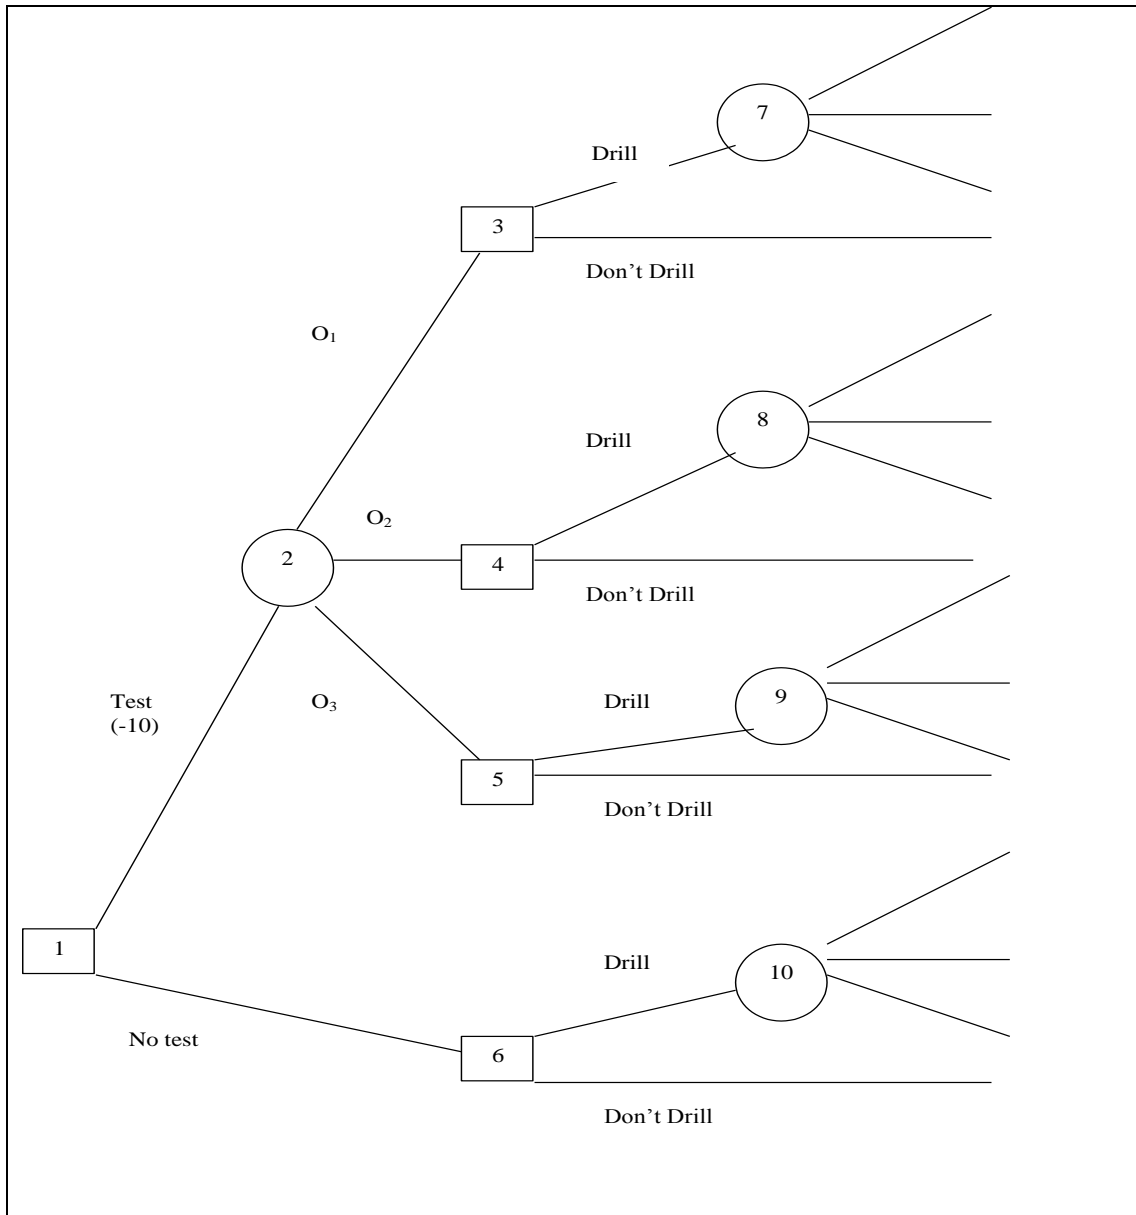 7
Drill
3
Don't Drill
O₁
8
Drill
O₂
2
4
Don't Drill
Test
(-10)
O₃
Drill
9
5
Don't Drill
1
Drill
10
No test
6
Don't Drill